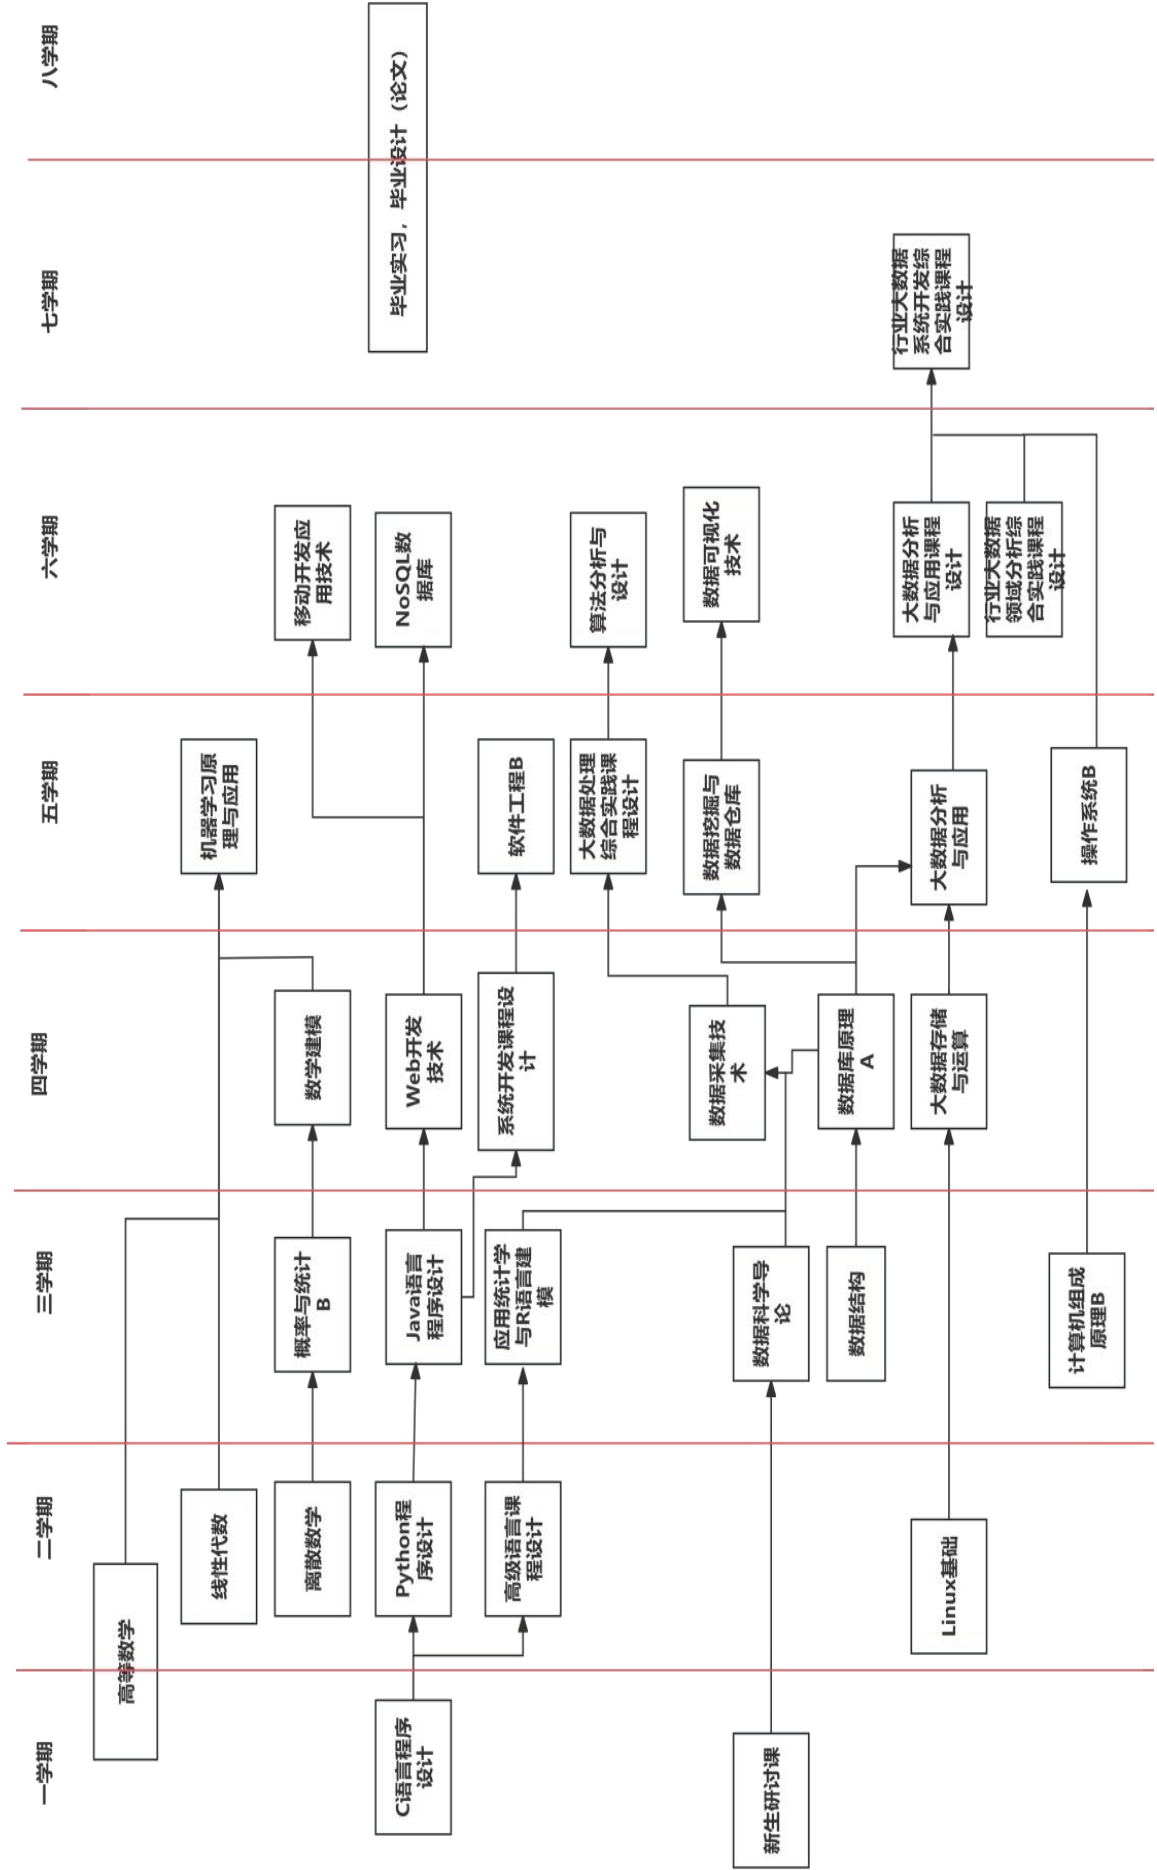 一学期
二学期
三学期
四学期
五学期
六学期
七学期
八学期
高等数学
线性代数
机器学习原
理与应用
离散数学
概率与统计
B
数学建模
移动开发应
用技术
C语言程序
设计
Python程
序设计
Java语言
程序设计
Web开发
技术
NoSQL数
据库
毕业实习，毕业设计（论文）
高级语言课
程设计
应用统计学
与R语言建
模
系统开发课程设
计
软件工程B
大数据处理
综合实践课
程设计
算法分析与
设计
新生研讨课
数据科学导
论
数据采集技
术
数据挖掘与
数据仓库
数据可视化
技术
数据结构
数据库原理
A
Linux基础
大数据存储
与运算
大数据分析
与应用
大数据分析
与应用课程
设计
行业大数据
系统开发综
合实践课程
设计
行业大数据
领域分析综
合实践课程
设计
计算机组成
原理B
操作系统B